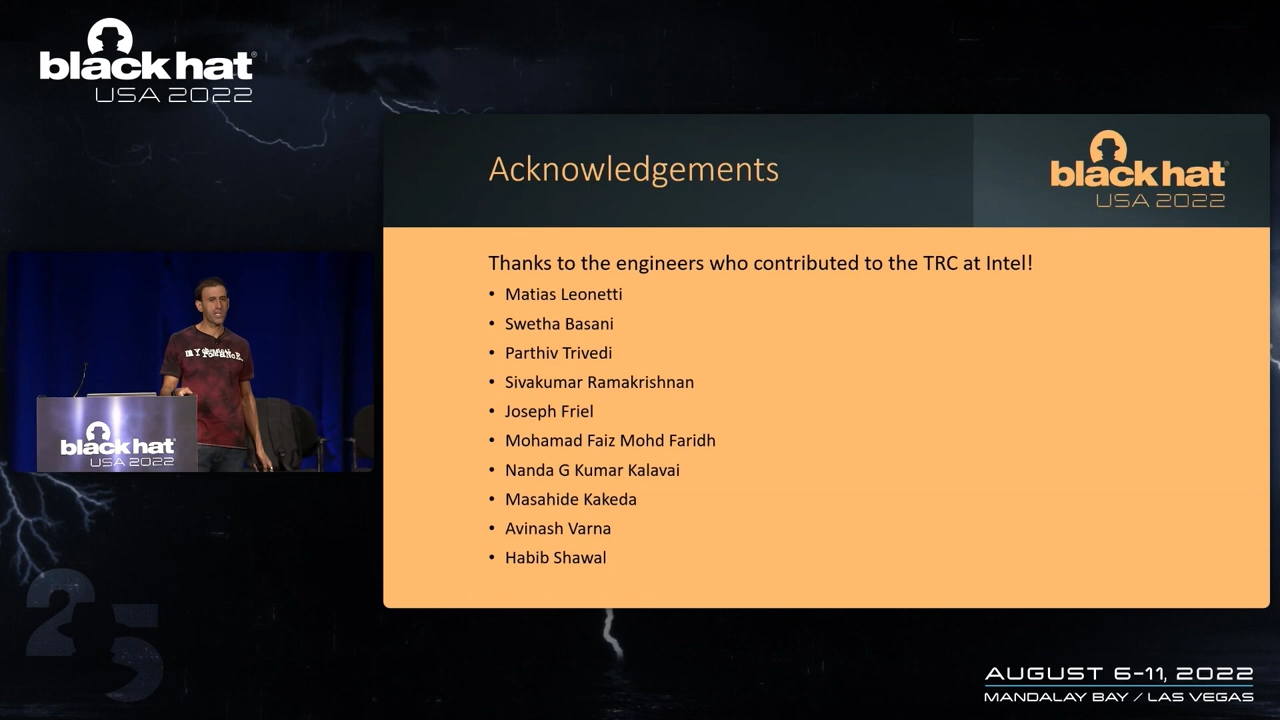 black hat®
USA 2022
Acknowledgements
black hat®
USA 2022
Thanks to the engineers who contributed to the TRC at Intel!
• Matias Leonetti
• Swetha Basani
• Parthiv Trivedi
• Sivakumar Ramakrishnan
• Joseph Friel
• Mohamad Faiz Mohd Faridh
• Nanda G Kumar Kalavai
• Masahide Kakeda
• Avinash Varna
• Habib Shawal
black hat
USA 2022
25
AUGUST 6-11, 2022
MANDALAY BAY / LAS VEGAS